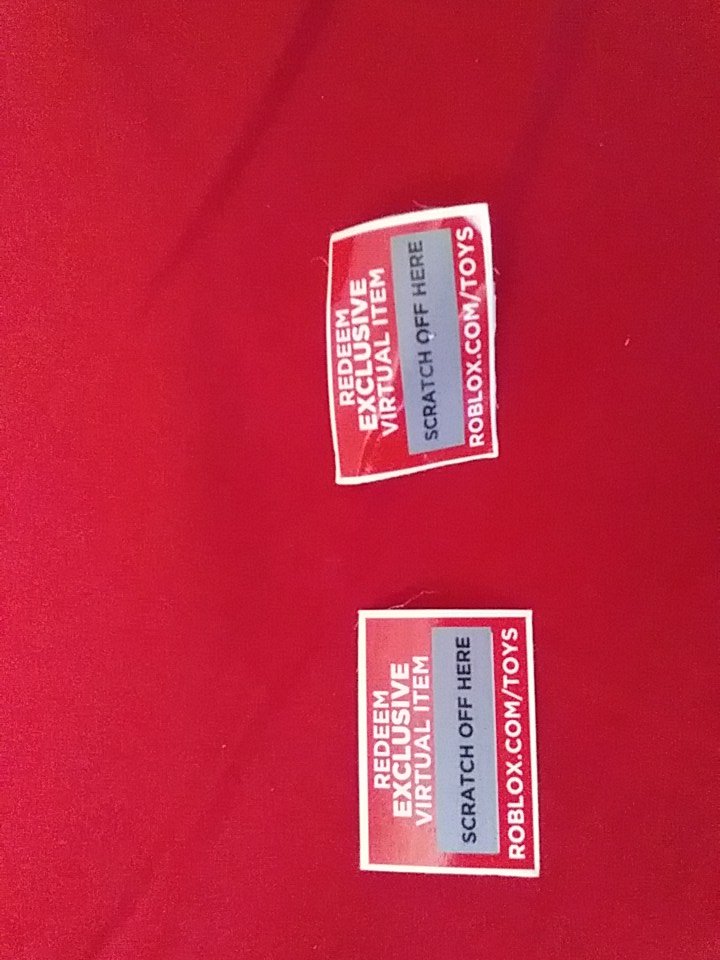 REDEEM
EXCLUSIVE
VIRTUAL ITEM
SCRATCH OFF HERE
ROBLOX.COM/TOYS
REDEEM
EXCLUSIVE
VIRTUAL ITEM
SCRATCH OFF HERE
ROBLOX.COM/TOYS